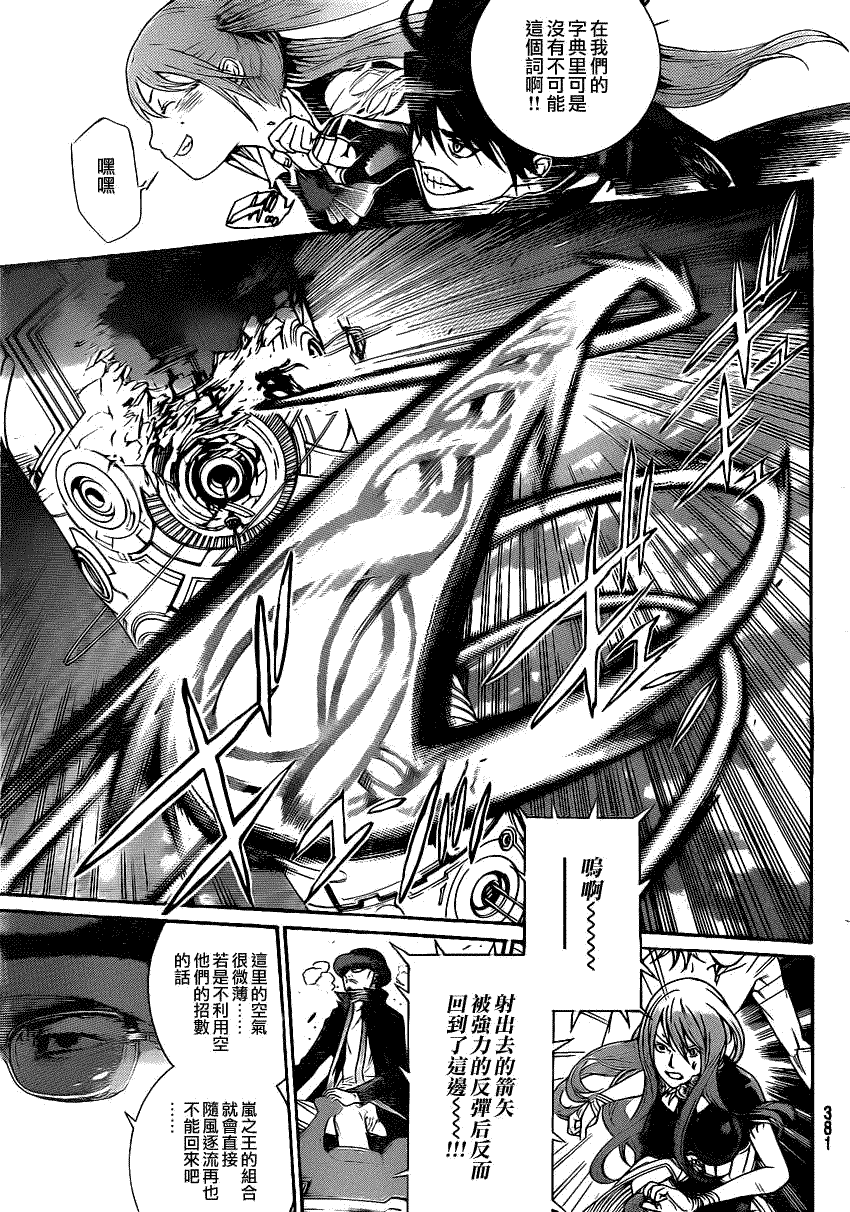 在我們的
字典里可是
沒有不可能
這個詞啊!!
嘿
嘿
嗚啊～～～～～──
射出去的箭矢
被強力的反彈后反而
回到了這邊～～～!!!
這里的空氣
很微薄……
若是不利用空
他們的招數
的話
嵐之王的組合
就會直接
隨風逐流再也
不能回來吧
……
381